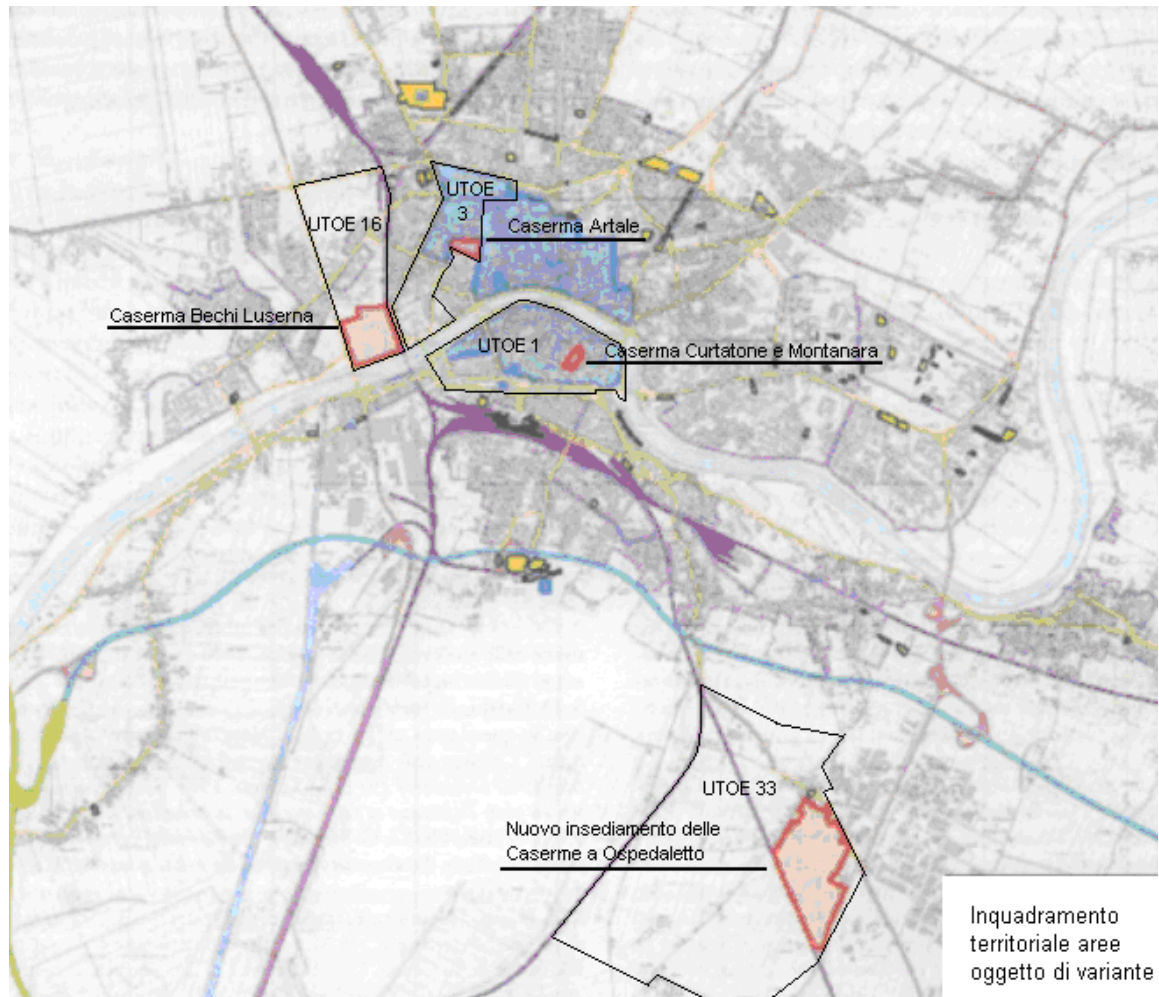 UTOE 16
UTOE
3
Caserma Artale
Caserma Bechi Luserna
UTOE 1
Caserma Curtatone e Montanara
UTOE 33
Nuovo insediamento delle
Caserme a Ospedaletto
Inquadramento
territoriale aree
oggetto di variante